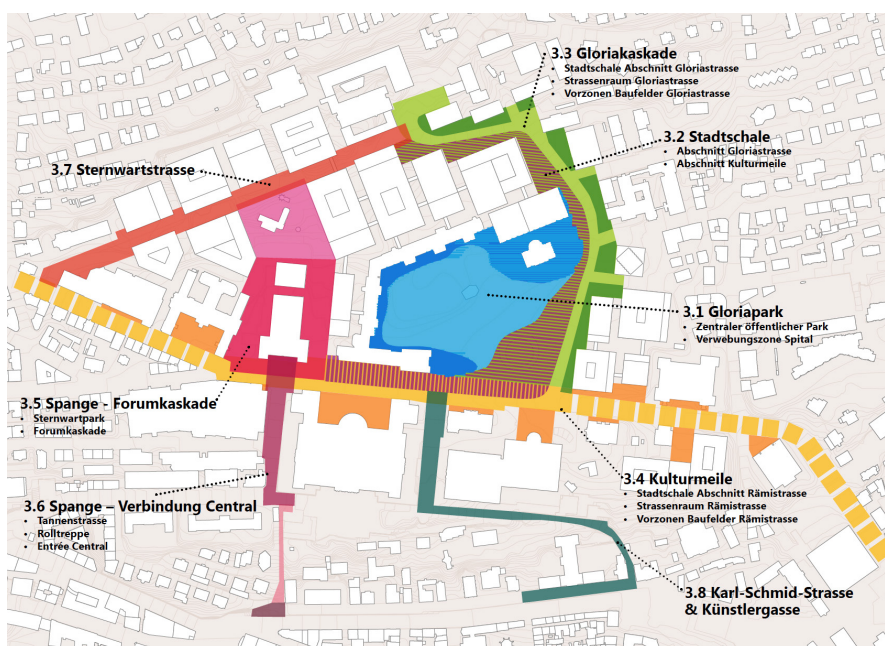 3.3 Gloriakaskade
• Stadtschale Abschnitt Gloriastrasse
• Strassenraum Gloriastrasse
• Vorzonen Baufelder Gloriastrasse
3.2 Stadtschale
• Abschnitt Gloriastrasse
• Abschnitt Kulturmeile
3.7 Sternwartstrasse
3.1 Gloriapark
• Zentraler öffentlicher Park
• Verwebungszone Spital
3.5 Spange - Forumkaskade
• Sternwartpark
• Forumkaskade
3.4 Kulturmeile
• Stadtschale Abschnitt Rämistrasse
• Strassenraum Rämistrasse
• Vorzonen Baufelder Rämistrasse
3.6 Spange – Verbindung Central
• Tannenstrasse
• Rolltreppe
• Entrée Central
3.8 Karl-Schmid-Strasse
& Künstlergasse